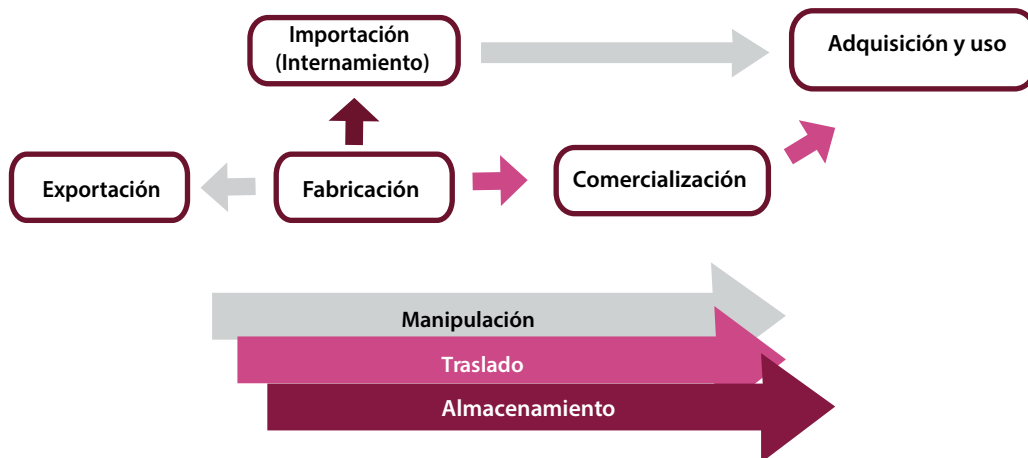 Importación
(Internamiento)
Adquisición y uso
Exportación
Fabricación
Comercialización
Manipulación
Traslado
Almacenamiento